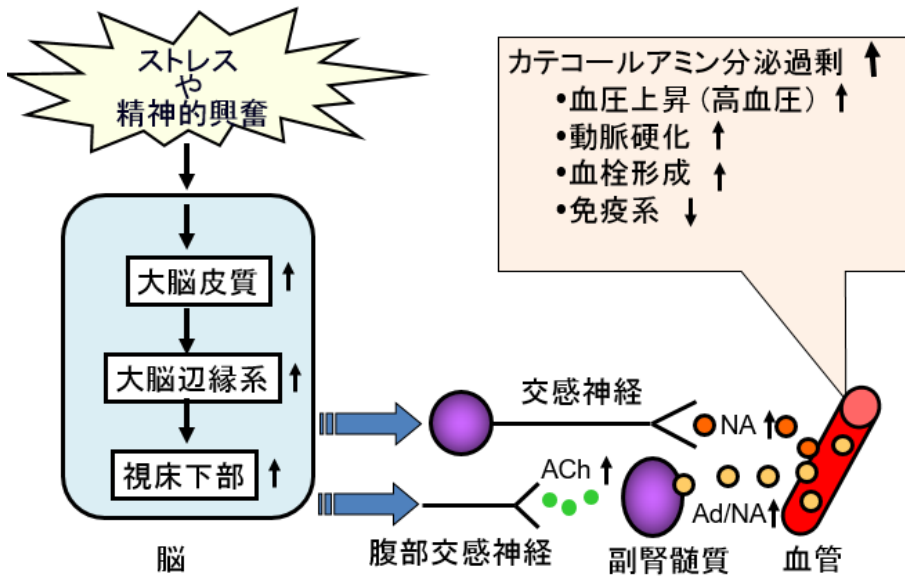 ストレス
や
精神的興奮
カテコールアミン分泌過剰 ↑
•血圧上昇(高血圧) ↑
•動脈硬化 ↑
•血栓形成 ↑
•免疫系 ↓
大脳皮質 ↑
大脳辺縁系 ↑
視床下部 ↑
脳
交感神経
NA ↑
ACh ↑
Ad/NA ↑
腹部交感神経
副腎髄質
血管